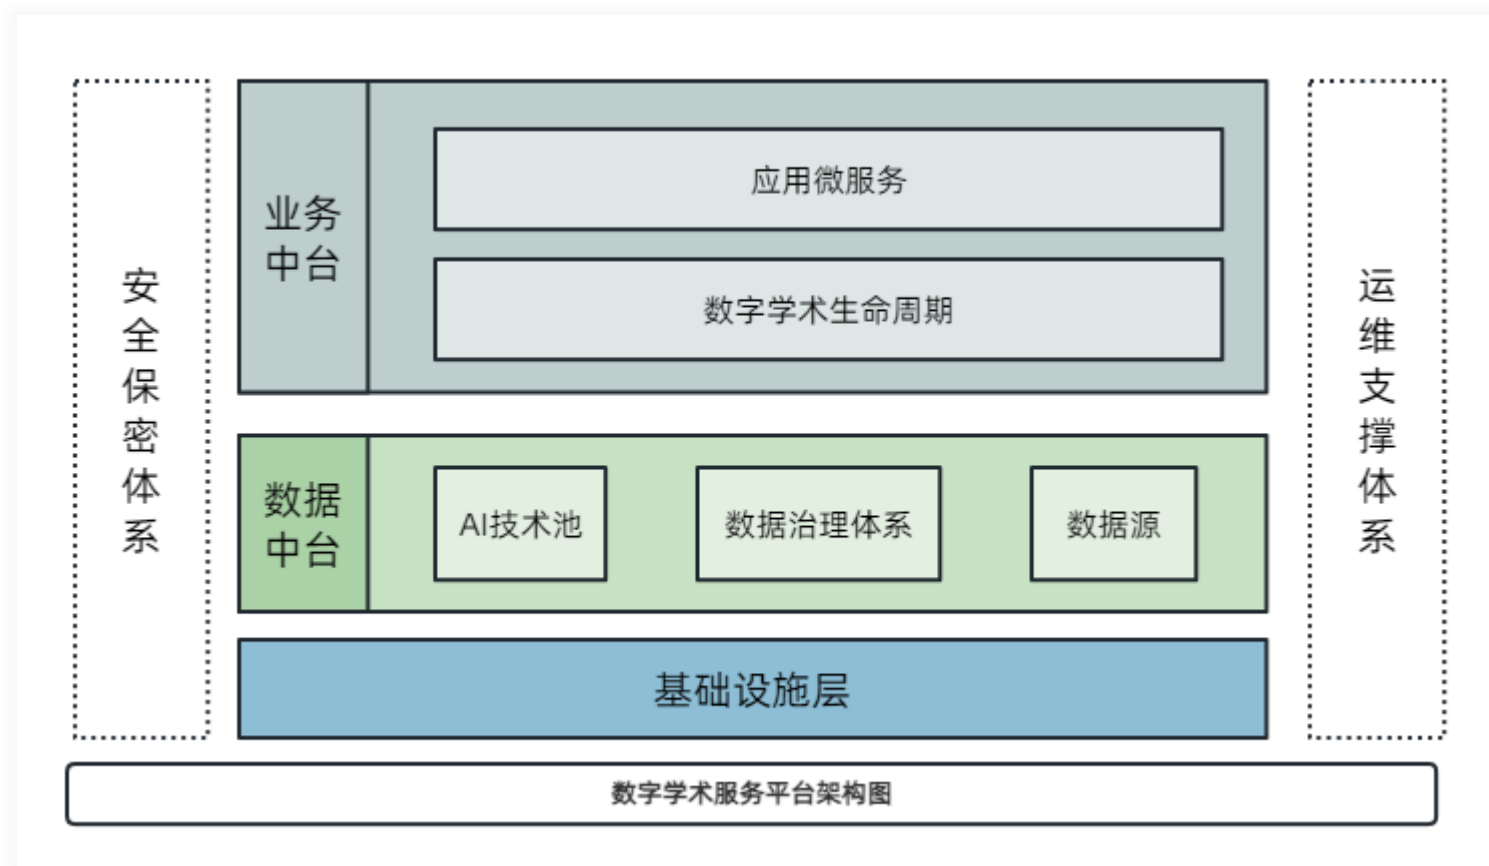 安
全
保
密
体
系
业务
中台
应用微服务
数字学术生命周期
数据
中台
AI技术池
数据治理体系
数据源
基础设施层
运
维
支
撑
体
系
数字学术服务平台架构图